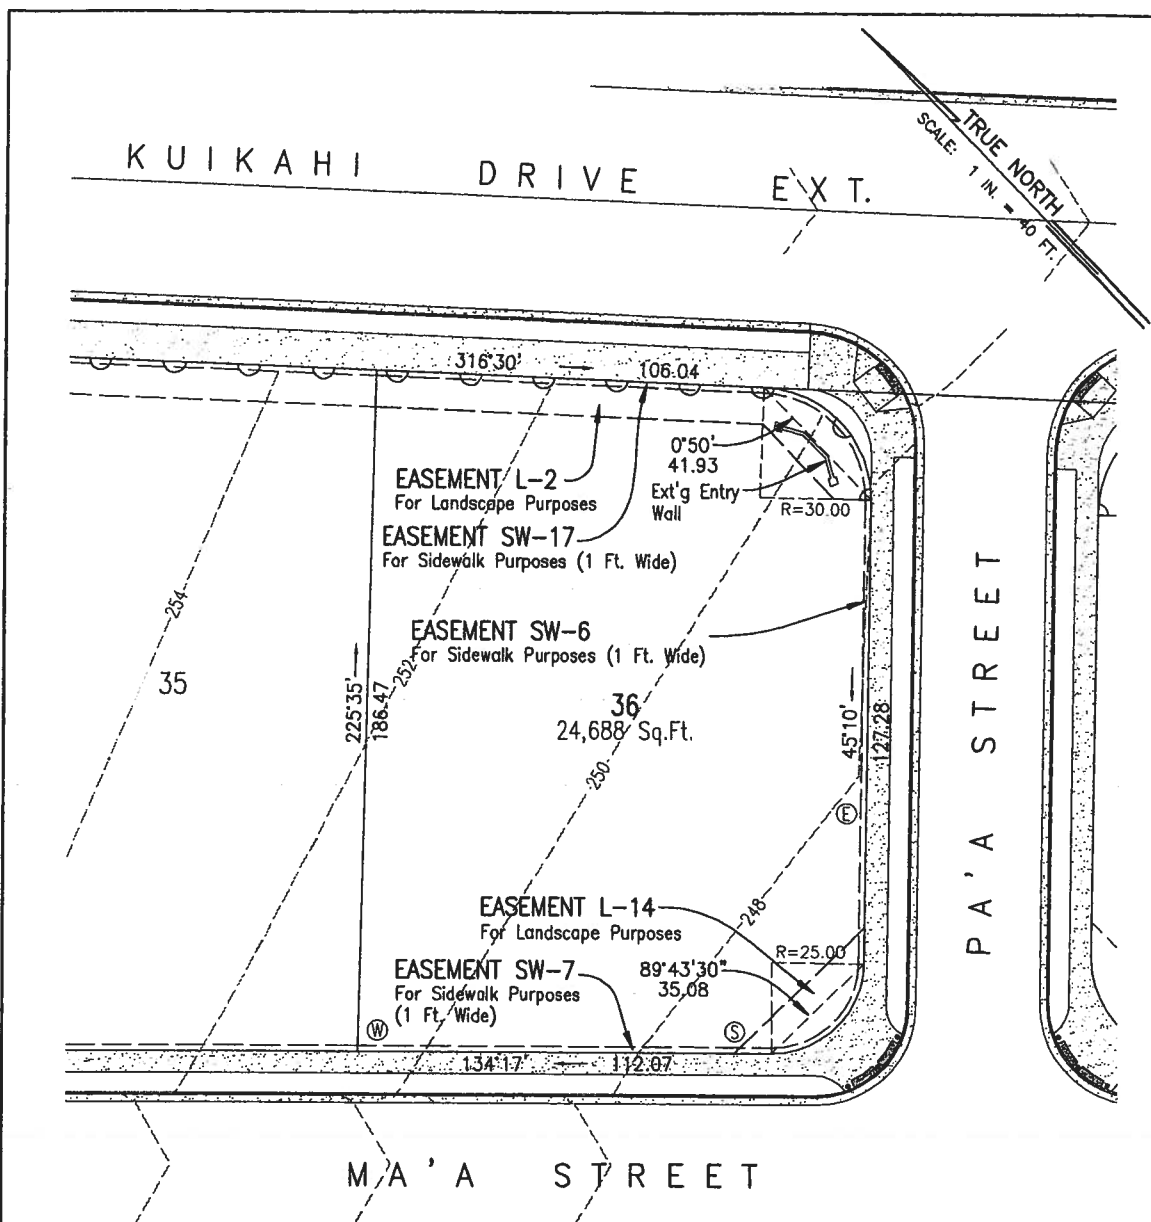 KUIKAHI DRIVE EXT.
TRUE NORTH
SCALE: 1 IN. = 40 FT.
316°30' 106.04
0°50'
41.93
Ext'g Entry
Wall
R=30.00
EASEMENT L-2
For Landscape Purposes
EASEMENT SW-17
For Sidewalk Purposes (1 Ft. Wide)
254
EASEMENT SW-6
For Sidewalk Purposes (1 Ft. Wide)
252
35
225°35'
186.47
36
24,688 Sq.Ft.
45°10'
127.28
PA'A STREET
250
E
248
EASEMENT L-14
For Landscape Purposes
R=25.00
EASEMENT SW-7
For Sidewalk Purposes
(1 Ft. Wide)
89°43'30"
35.08
W
S
134°17' 112.07
MA'A STREET